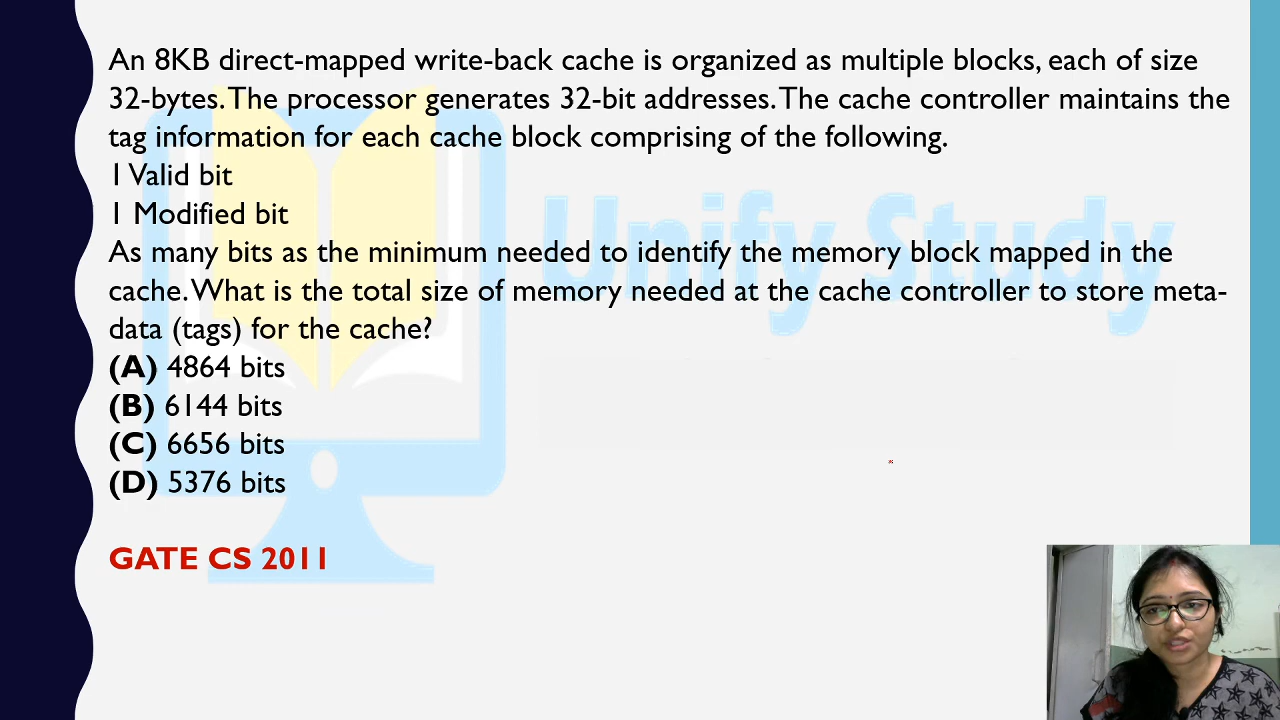 An 8KB direct-mapped write-back cache is organized as multiple blocks, each of size
32-bytes. The processor generates 32-bit addresses. The cache controller maintains the
tag information for each cache block comprising of the following.
1 Valid bit
1 Modified bit
As many bits as the minimum needed to identify the memory block mapped in the
cache. What is the total size of memory needed at the cache controller to store meta-
data (tags) for the cache?
(A) 4864 bits
(B) 6144 bits
(C) 6656 bits
(D) 5376 bits
GATE CS 2011
Unify Study